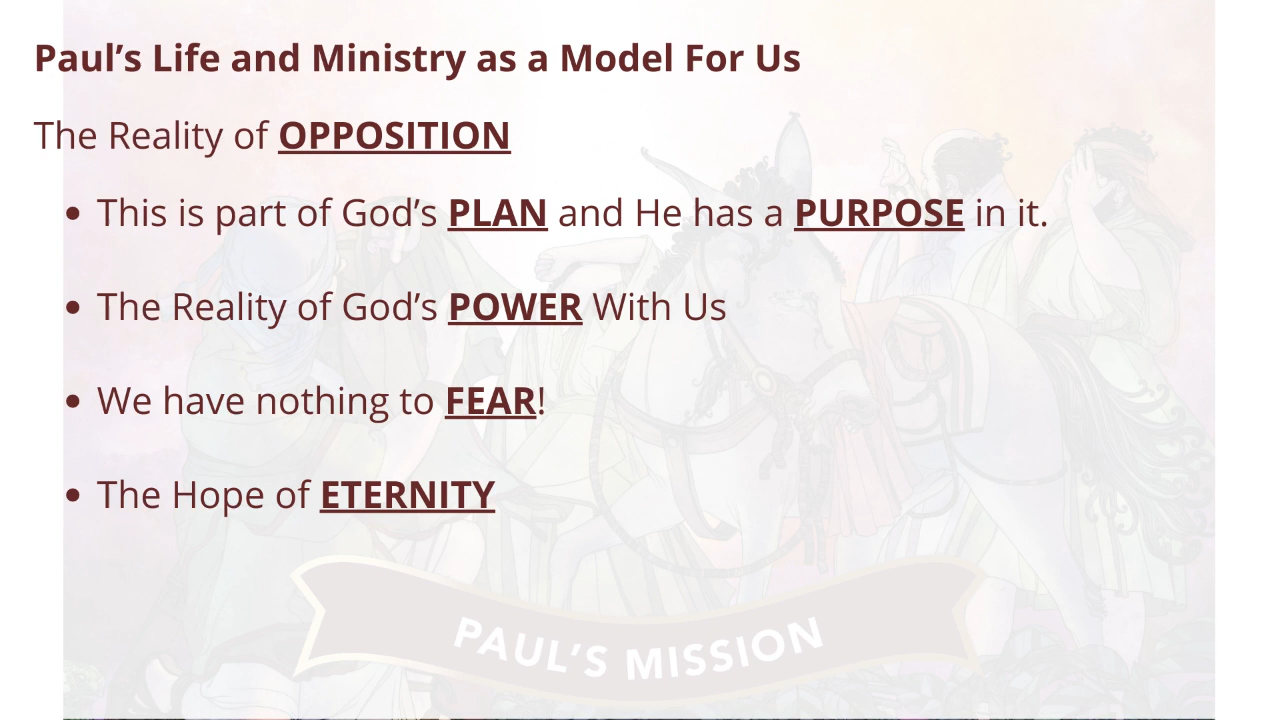 Paul’s Life and Ministry as a Model For Us
The Reality of OPPOSITION
• This is part of God’s PLAN and He has a PURPOSE in it.
• The Reality of God’s POWER With Us
• We have nothing to FEAR!
• The Hope of ETERNITY
PAUL’S MISSION